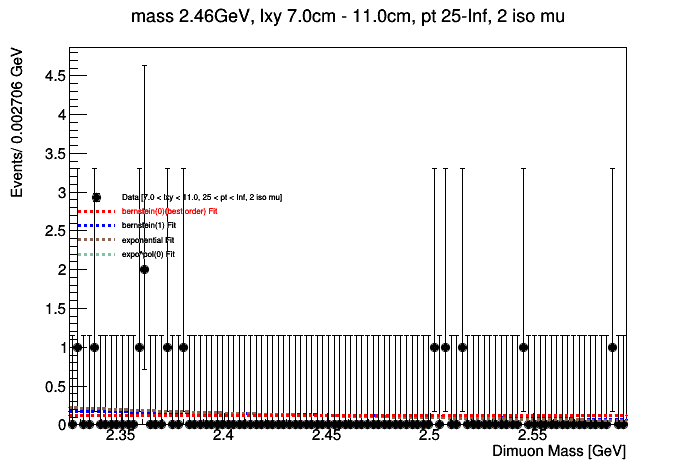 mass 2.46GeV, lxy 7.0cm - 11.0cm, pt 25-Inf, 2 iso mu
Events/ 0.002706 GeV
4.5
4
3.5
3
2.5
2
1.5
1
0.5
0
Data [7.0 < lxy < 11.0, 25 < pt < Inf, 2 iso mu]
bernstein(0)(best order) Fit
bernstein(1) Fit
exponential Fit
expo*pol(0) Fit
2.35 2.4 2.45 2.5 2.55
Dimuon Mass [GeV]